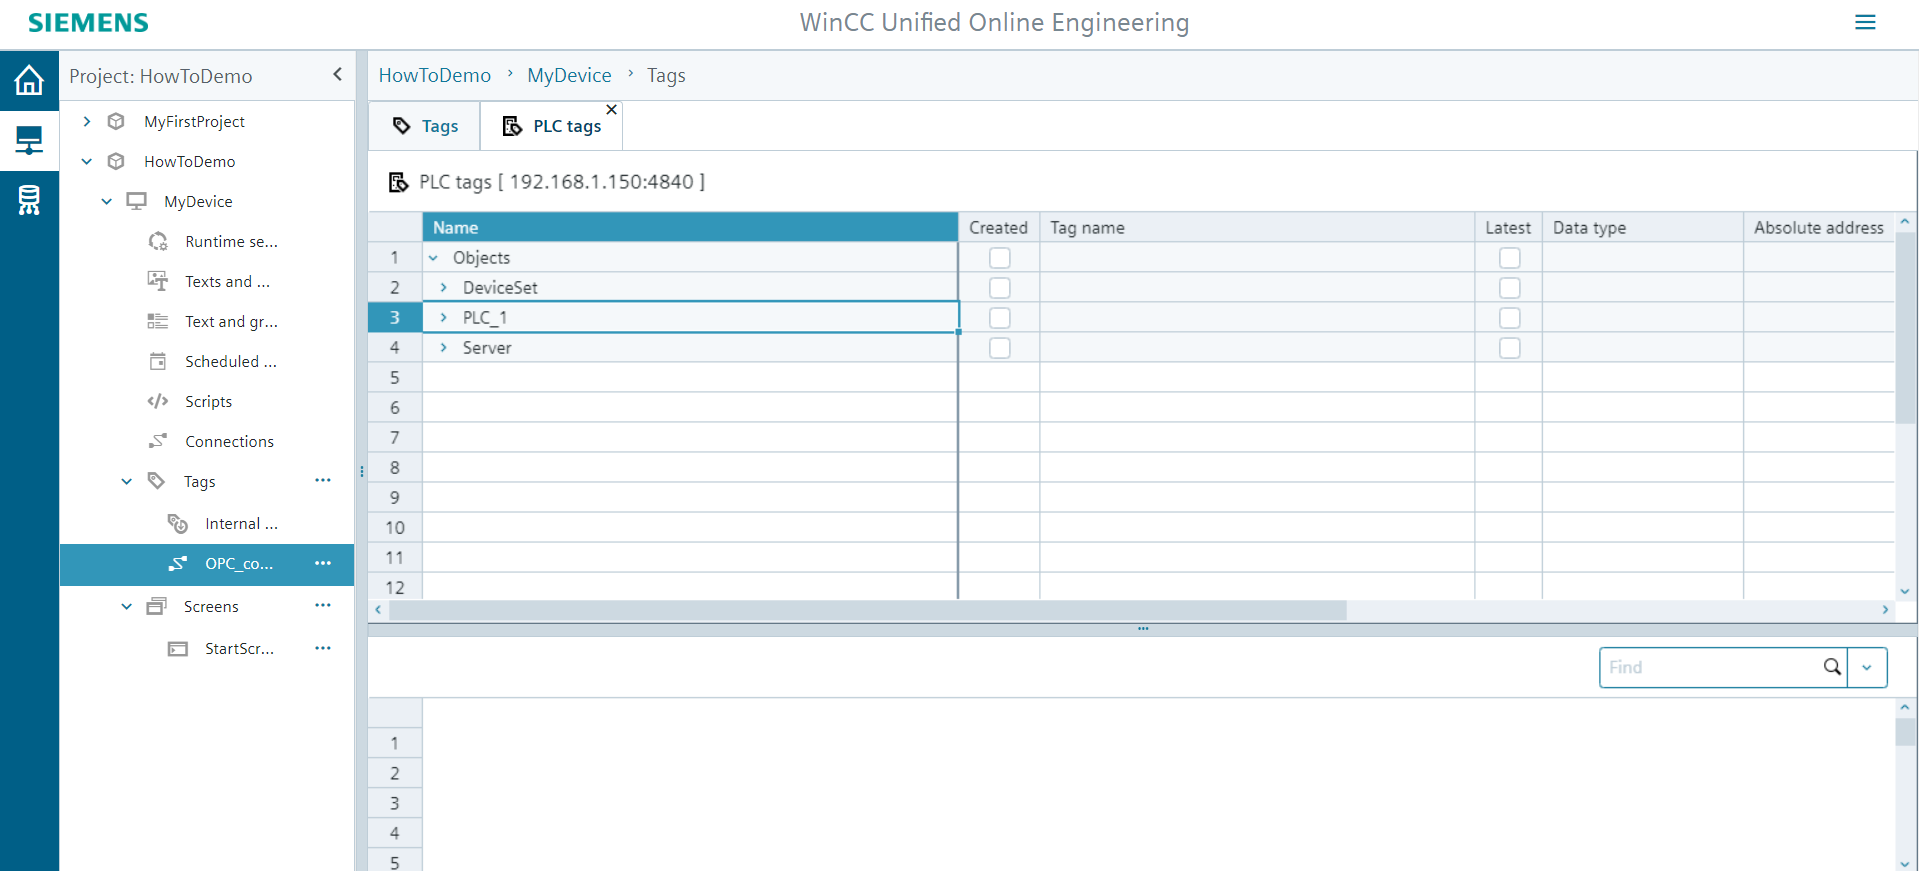 SIEMENS
WinCC Unified Online Engineering
Project: HowToDemo
MyFirstProject
HowToDemo
MyDevice
Runtime se...
Texts and ...
Text and gr...
Scheduled ...
Scripts
Connections
Tags ...
Internal ...
OPC_co... ...
Screens ...
StartScr... ...
HowToDemo > MyDevice > Tags
Tags
PLC tags
PLC tags [ 192.168.1.150:4840 ]
Name Created Tag name Latest Data type Absolute address
1 Objects
2 DeviceSet
3 PLC_1
4 Server
5
6
7
8
9
10
11
12
Find
1
2
3
4
5